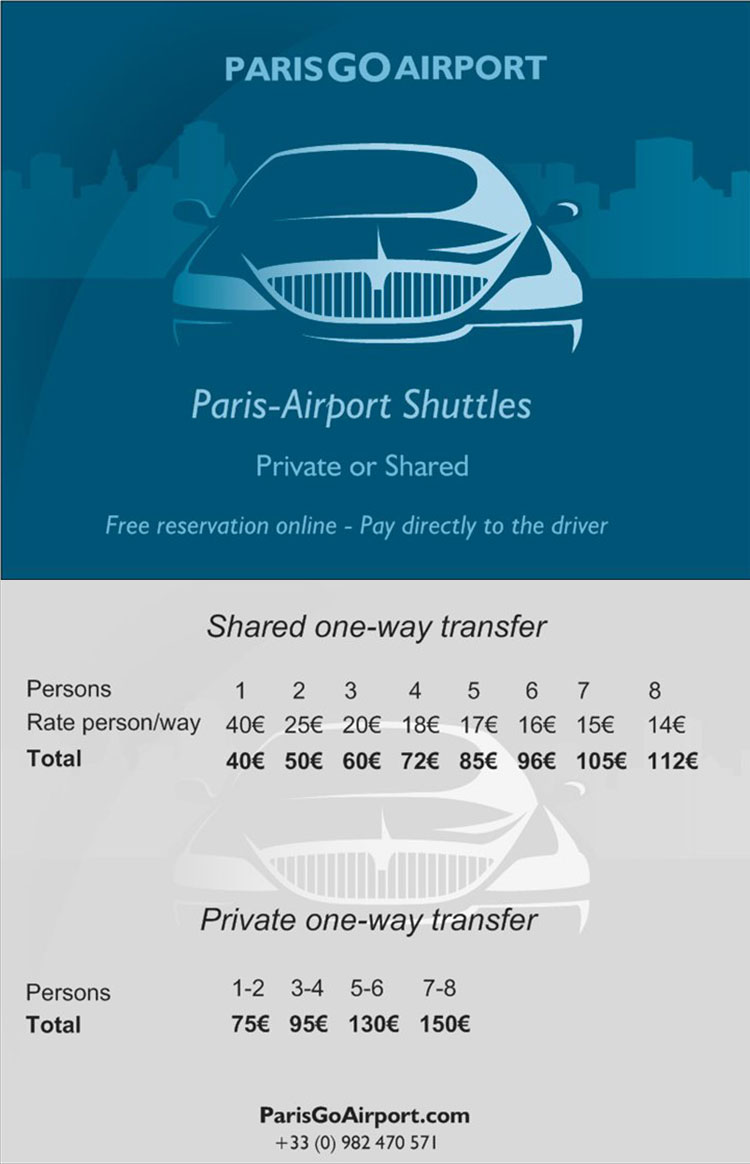 PARISGOAIRPORT
Paris-Airport Shuttles
Private or Shared
Free reservation online - Pay directly to the driver
Shared one-way transfer
Persons 1 2 3 4 5 6 7 8
Rate person/way 40€ 25€ 20€ 18€ 17€ 16€ 15€ 14€
Total 40€ 50€ 60€ 72€ 85€ 96€ 105€ 112€
Private one-way transfer
Persons 1-2 3-4 5-6 7-8
Total 75€ 95€ 130€ 150€
ParisGoAirport.com
+33 (0) 982 470 571